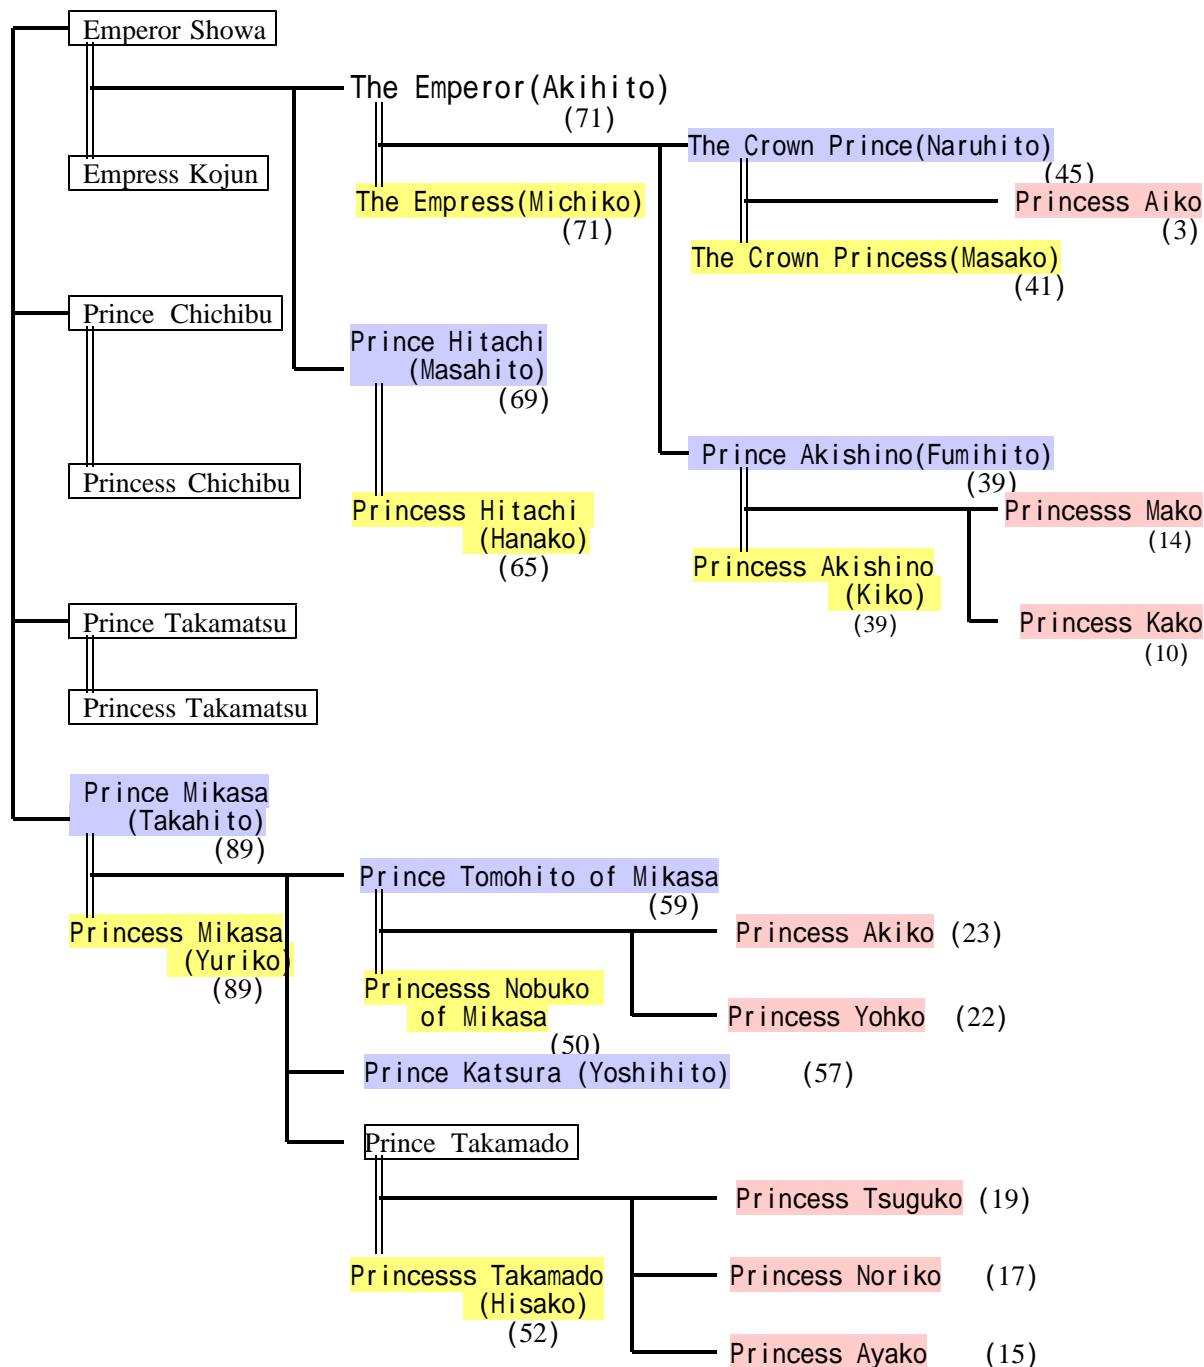 Emperor Showa
The Emperor(Akihito)
(71)
The Crown Prince(Naruhito)
(45)
Empress Kojun
The Empress(Michiko)
(71)
Princess Aiko
(3)
The Crown Princess(Masako)
(41)
Prince Chichibu
Prince Hitachi
(Masahito)
(69)
Prince Akishino(Fumihito)
(39)
Princess Chichibu
Princess Hitachi
(Hanako)
(65)
Princesss Mako
(14)
Princess Akishino
(Kiko)
(39)
Prince Takamatsu
Princess Kako
(10)
Princess Takamatsu
Prince Mikasa
(Takahito)
(89)
Prince Tomohito of Mikasa
(59)
Princess Mikasa
(Yuriko)
(89)
Princess Akiko (23)
Princesss Nobuko
of Mikasa
(50)
Princess Yohko (22)
Prince Katsura (Yoshihito) (57)
Prince Takamado
Princess Tsuguko (19)
Princesss Takamado
(Hisako)
(52)
Princess Noriko (17)
Princess Ayako (15)